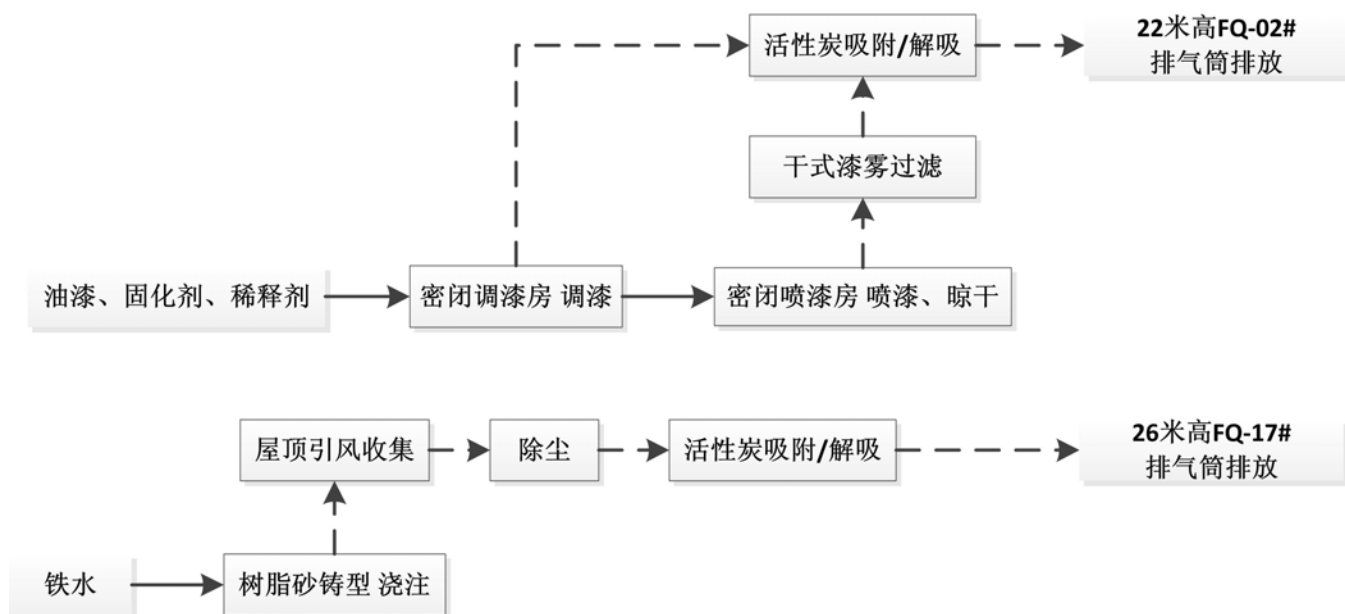 活性炭吸附/解吸
22米高FQ-02#
排气筒排放
干式漆雾过滤
油漆、固化剂、稀释剂
密闭调漆房 调漆
密闭喷漆房 喷漆、晾干
屋顶引风收集
除尘
活性炭吸附/解吸
26米高FQ-17#
排气筒排放
铁水
树脂砂铸型 浇注